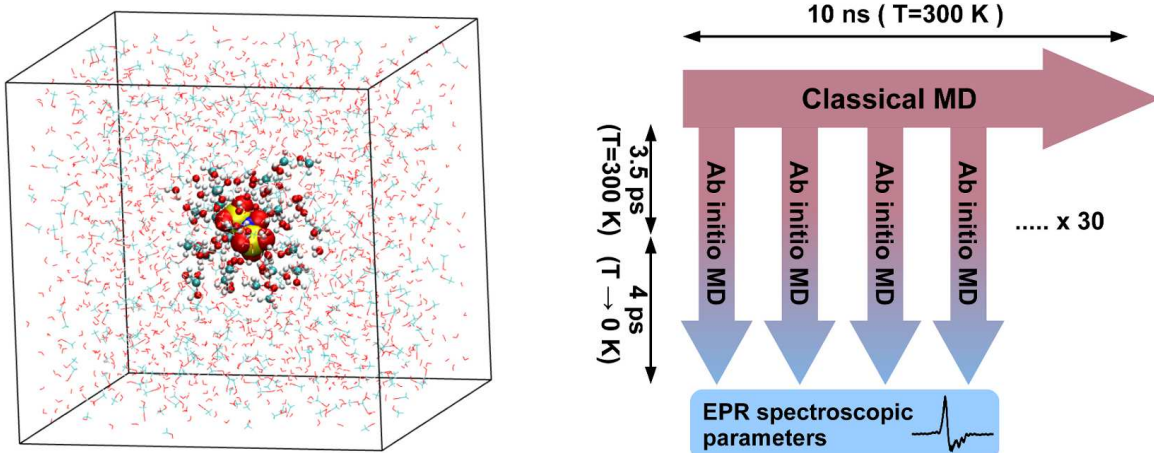 10 ns ( T=300 K )
Classical MD
3.5 ps
(T=300 K)
4 ps
(T → 0 K)
Ab initio MD
Ab initio MD
Ab initio MD
Ab initio MD
..... x 30
EPR spectroscopic
parameters